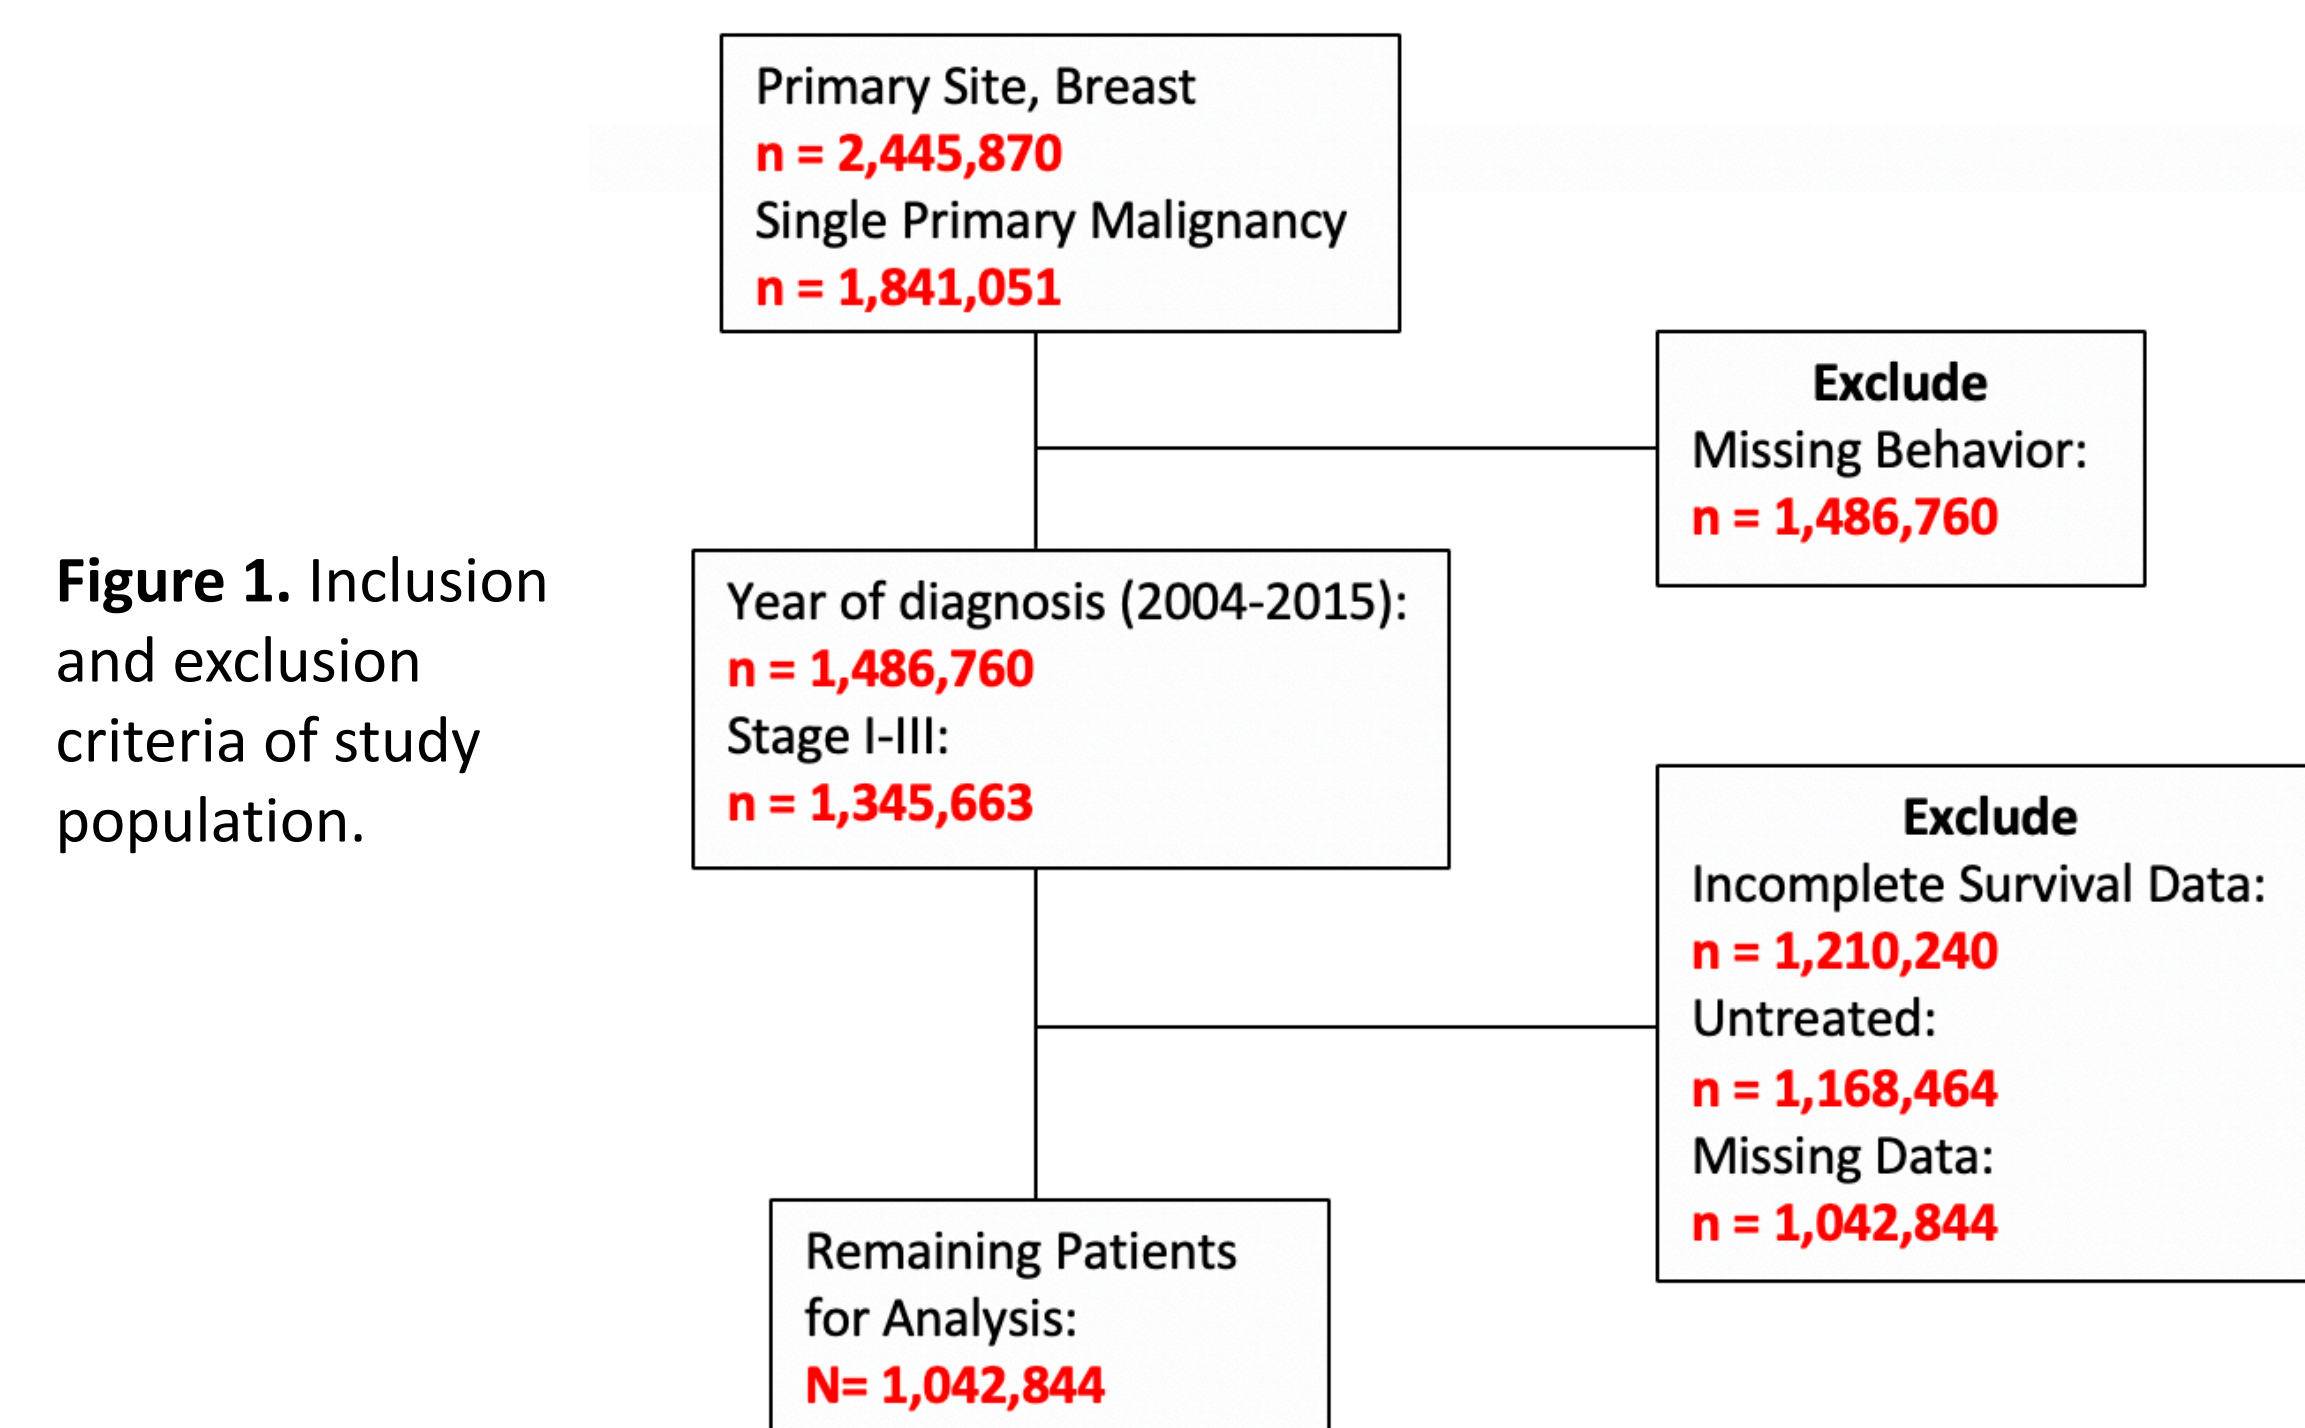 Primary Site, Breast
n = 2,445,870
Single Primary Malignancy
n = 1,841,051
Exclude
Missing Behavior:
n = 1,486,760
Figure 1. Inclusion
and exclusion
criteria of study
population.
Year of diagnosis (2004-2015):
n = 1,486,760
Stage I-III:
n = 1,345,663
Exclude
Incomplete Survival Data:
n = 1,210,240
Untreated:
n = 1,168,464
Missing Data:
n = 1,042,844
Remaining Patients
for Analysis:
N= 1,042,844